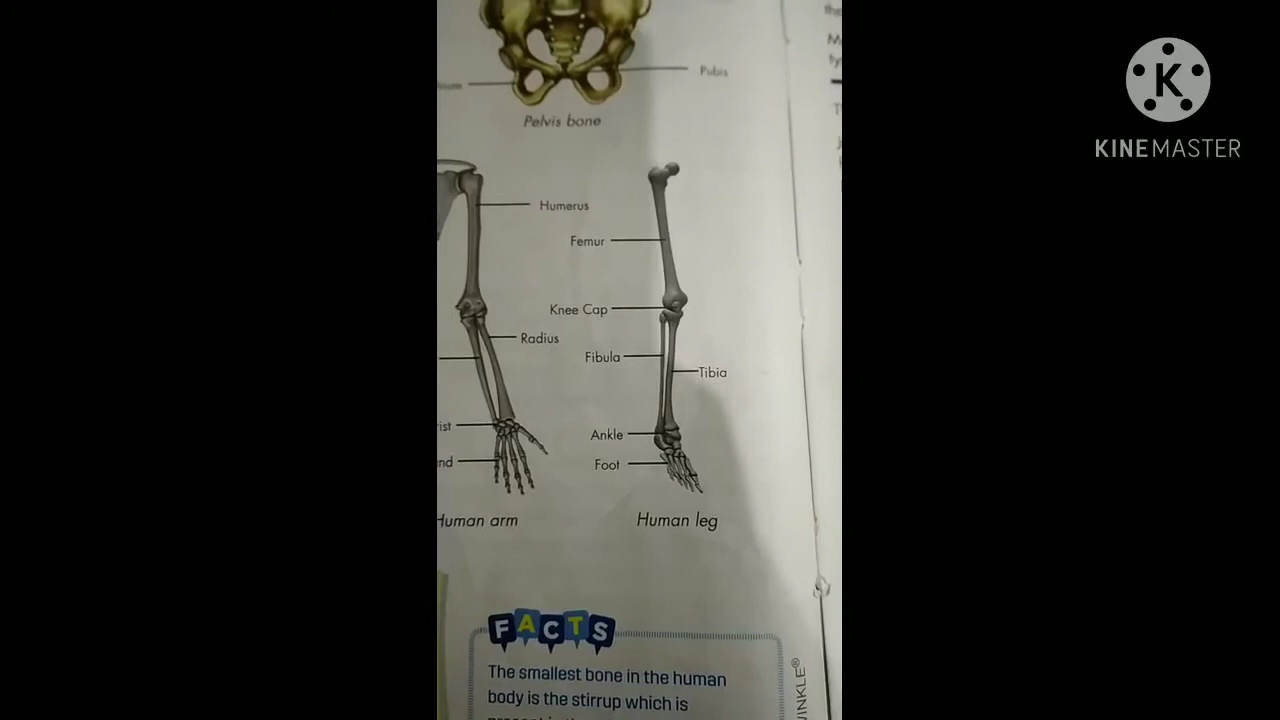 Pubis
Pelvis bone
Humerus
Femur
Knee Cap
Radius
Fibula
Tibia
Ankle
Foot
Human arm
Human leg
FACTS
The smallest bone in the human
body is the stirrup which is
K
KINEMASTER